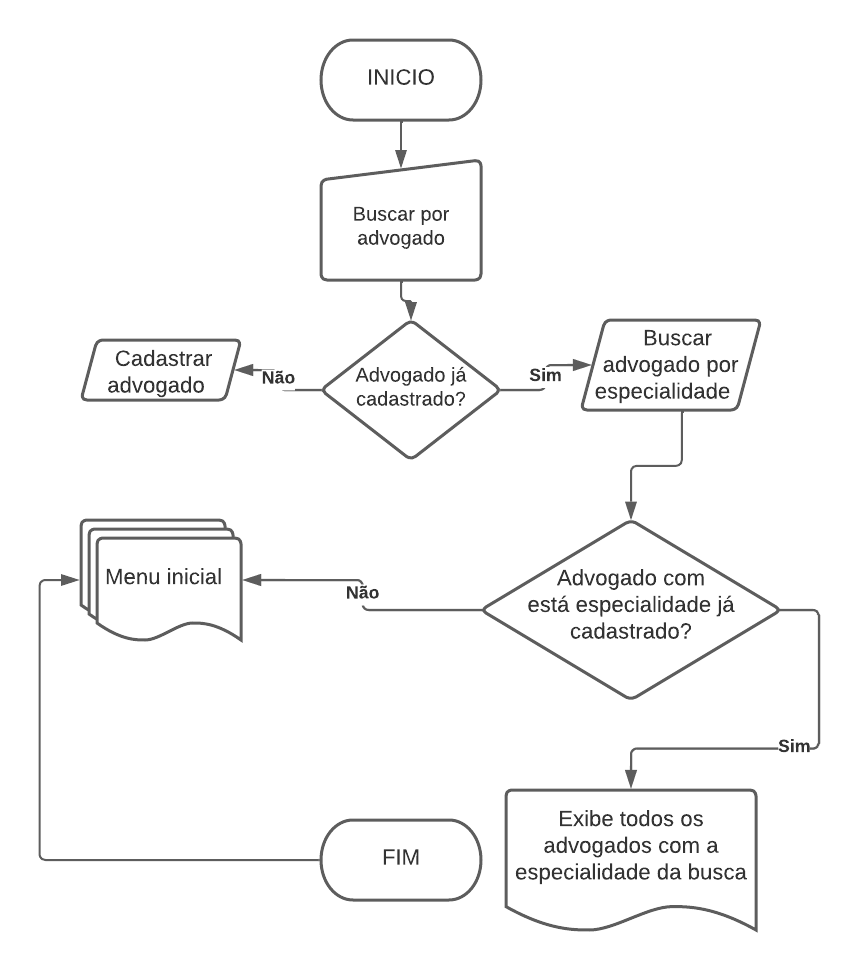 INICIO
Buscar por
advogado
Cadastrar
advogado
Não
Advogado já
cadastrado?
Sim
Buscar
advogado por
especialidade
Menu inicial
Não
Advogado com
está especialidade já
cadastrado?
Sim
FIM
Exibe todos os
advogados com a
especialidade da busca